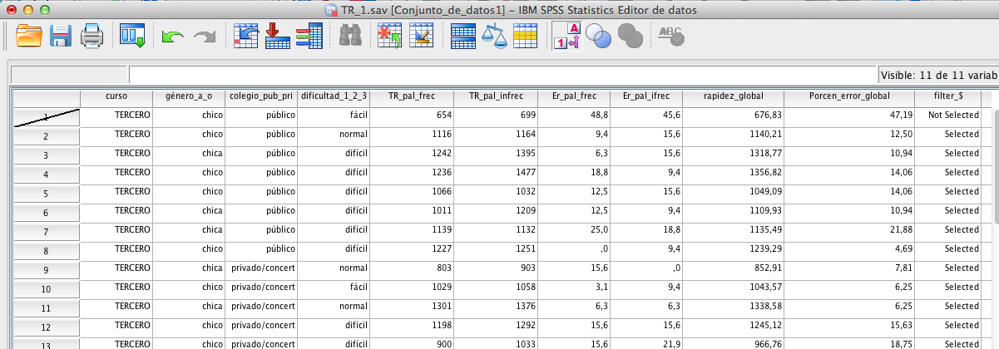 TR_1.sav [Conjunto_de_datos1] – IBM SPSS Statistics Editor de datos
1 A ABC
Visible: 11 de 11 variab
curso género_a_o colegio_pub_pri dificultad_1_2_3 TR_pal_frec TR_pal_infrec Er_pal_frec Er_pal_ifrec rapidez_global Porcen_error_global filter_$
1 TERCERO chico público fácil 654 699 48,8 45,6 676,83 47,19 Not Selected
2 TERCERO chico público normal 1116 1164 9,4 15,6 1140,21 12,50 Selected
3 TERCERO chica público difícil 1242 1395 6,3 15,6 1318,77 10,94 Selected
4 TERCERO chico público difícil 1236 1477 18,8 9,4 1356,82 14,06 Selected
5 TERCERO chico público difícil 1066 1032 12,5 15,6 1049,09 14,06 Selected
6 TERCERO chica público difícil 1011 1209 12,5 9,4 1109,93 10,94 Selected
7 TERCERO chica público difícil 1139 1132 25,0 18,8 1135,49 21,88 Selected
8 TERCERO chico público difícil 1227 1251 ,0 9,4 1239,29 4,69 Selected
9 TERCERO chica privado/concert normal 803 903 15,6 ,0 852,91 7,81 Selected
10 TERCERO chico privado/concert fácil 1029 1058 3,1 9,4 1043,57 6,25 Selected
11 TERCERO chica privado/concert normal 1301 1376 6,3 6,3 1338,58 6,25 Selected
12 TERCERO chico privado/concert difícil 1198 1292 15,6 15,6 1245,12 15,63 Selected
13 TERCERO chico privado/concert difícil 900 1033 15,6 21,9 966,76 18,75 Selected